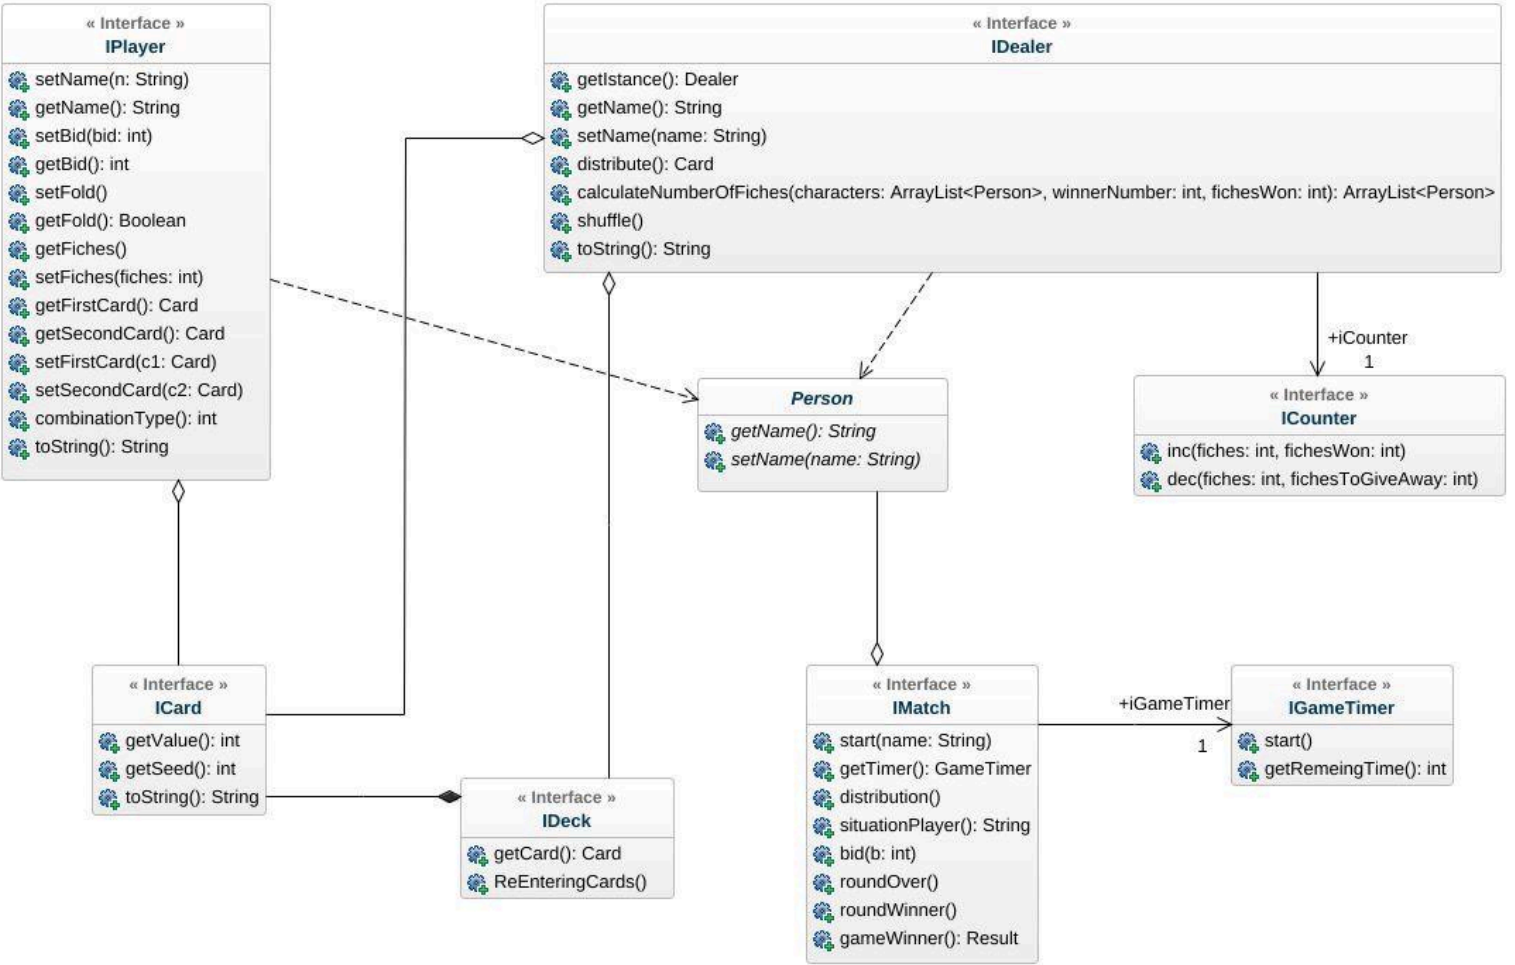 « Interface »
IPlayer
setName(n: String)
getName(): String
setBid(bid: int)
getBid(): int
setFold()
getFold(): Boolean
getFiches()
setFiches(fiches: int)
getFirstCard(): Card
getSecondCard(): Card
setFirstCard(c1: Card)
setSecondCard(c2: Card)
combinationType(): int
toString(): String
« Interface »
IDealer
getIstance(): Dealer
getName(): String
setName(name: String)
distribute(): Card
calculateNumberOfFiches(characters: ArrayList<Person>, winnerNumber: int, fichesWon: int): ArrayList<Person>
shuffle()
toString(): String
+iCounter
1
Person
getName(): String
setName(name: String)
« Interface »
ICounter
inc(fiches: int, fichesWon: int)
dec(fiches: int, fichesToGiveAway: int)
« Interface »
ICard
getValue(): int
getSeed(): int
toString(): String
« Interface »
IDeck
getCard(): Card
ReEnteringCards()
« Interface »
IMatch
start(name: String)
getTimer(): GameTimer
distribution()
situationPlayer(): String
bid(b: int)
roundOver()
roundWinner()
gameWinner(): Result
+iGameTimer
1
« Interface »
IGameTimer
start()
getRemeingTime(): int